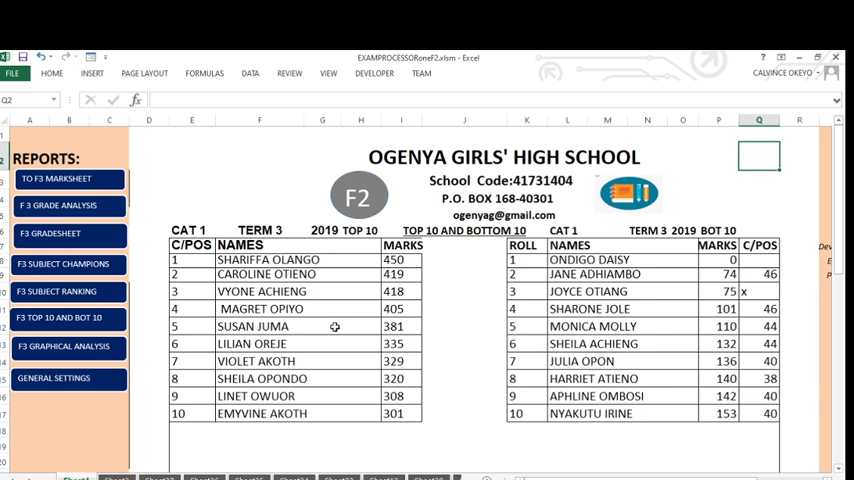 EXAMPROCESSORoneF2.xlsm - Excel
FILE HOME INSERT PAGE LAYOUT FORMULAS DATA REVIEW VIEW DEVELOPER TEAM CALVINCE OKEYO
Q2 fx
A B C D E F G H I J K L M N O P Q R
REPORTS:
TO F3 MARKSHEET
F 3 GRADE ANALYSIS
F3 GRADESHEET
F3 SUBJECT CHAMPIONS
F3 SUBJECT RANKING
F3 TOP 10 AND BOT 10
F3 GRAPHICAL ANALYSIS
GENERAL SETTINGS
OGENYA GIRLS' HIGH SCHOOL
F2
School Code:41731404
P.O. BOX 168-40301
ogenyag@gmail.com
CAT 1 TERM 3 2019 TOP 10 TOP 10 AND BOTTOM 10 CAT 1 TERM 3 2019 BOT 10
C/POS NAMES MARKS ROLL NAMES MARKS C/POS
1 SHARIFFA OLANGO 450 1 ONDIGO DAISY 0
2 CAROLINE OTIENO 419 2 JANE ADHIAMBO 74 46
3 VYONE ACHIENG 418 3 JOYCE OTIANG 75 x
4 MAGRET OPIYO 405 4 SHARONE JOLE 101 46
5 SUSAN JUMA 381 5 MONICA MOLLY 110 44
6 LILIAN OREJE 335 6 SHEILA ACHIENG 132 44
7 VIOLET AKOTH 329 7 JULIA OPON 136 40
8 SHEILA OPONDO 320 8 HARRIET ATIENO 140 38
9 LINET OWUOR 308 9 APHLINE OMBOSI 142 40
10 EMYVINE AKOTH 301 10 NYAKUTU IRINE 153 40